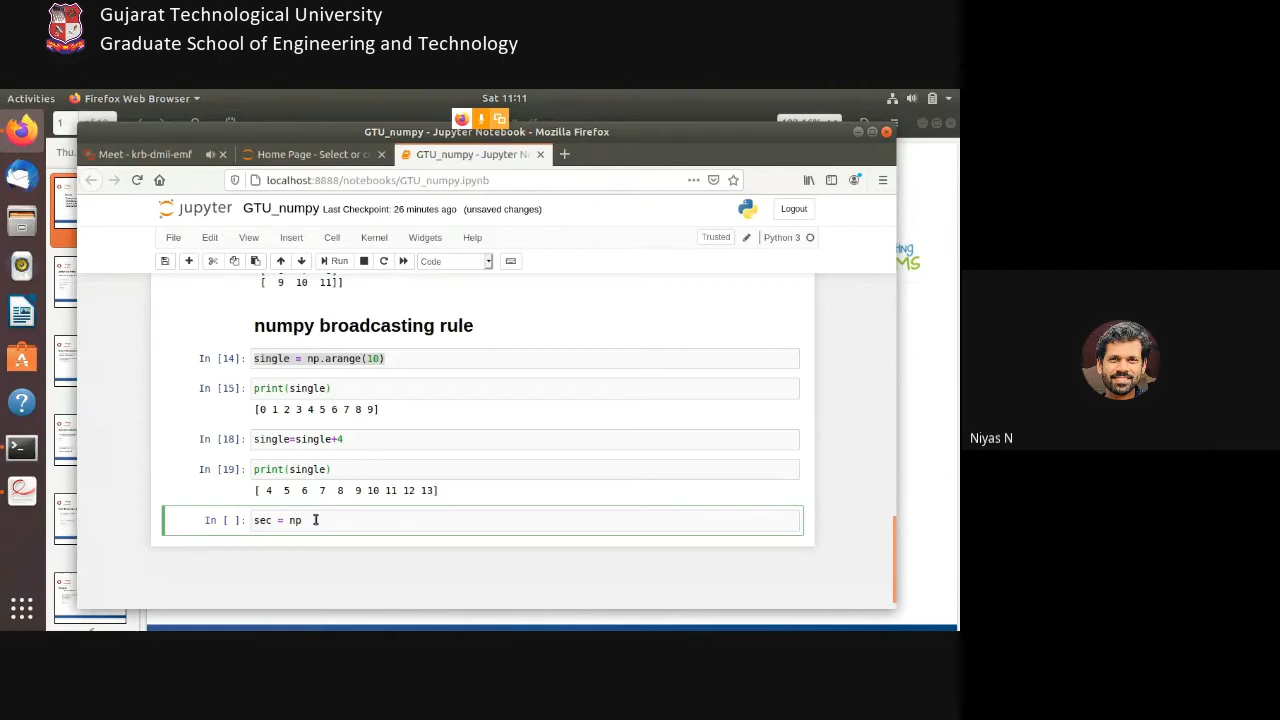 Gujarat Technological University
Graduate School of Engineering and Technology
Activities
Firefox Web Browser
Sat 11:11
1
GTU_numpy - Jupyter Notebook - Mozilla Firefox
Thu.
Meet - krb-dmii-emf
Home Page - Select or c
GTU_numpy - Jupyter No
localhost:8888/notebooks/GTU_numpy.ipynb
jupyter
GTU_numpy Last Checkpoint: 26 minutes ago (unsaved changes)
Logout
File Edit View Insert Cell Kernel Widgets Help
Trusted
Python 3
Run
Code
[ 9 10 11]]
numpy broadcasting rule
In [14]: single = np.arange(10)
In [15]: print(single)
[0 1 2 3 4 5 6 7 8 9]
In [18]: single=single+4
In [19]: print(single)
[ 4 5 6 7 8 9 10 11 12 13]
In [ ]: sec = np
Niyas N